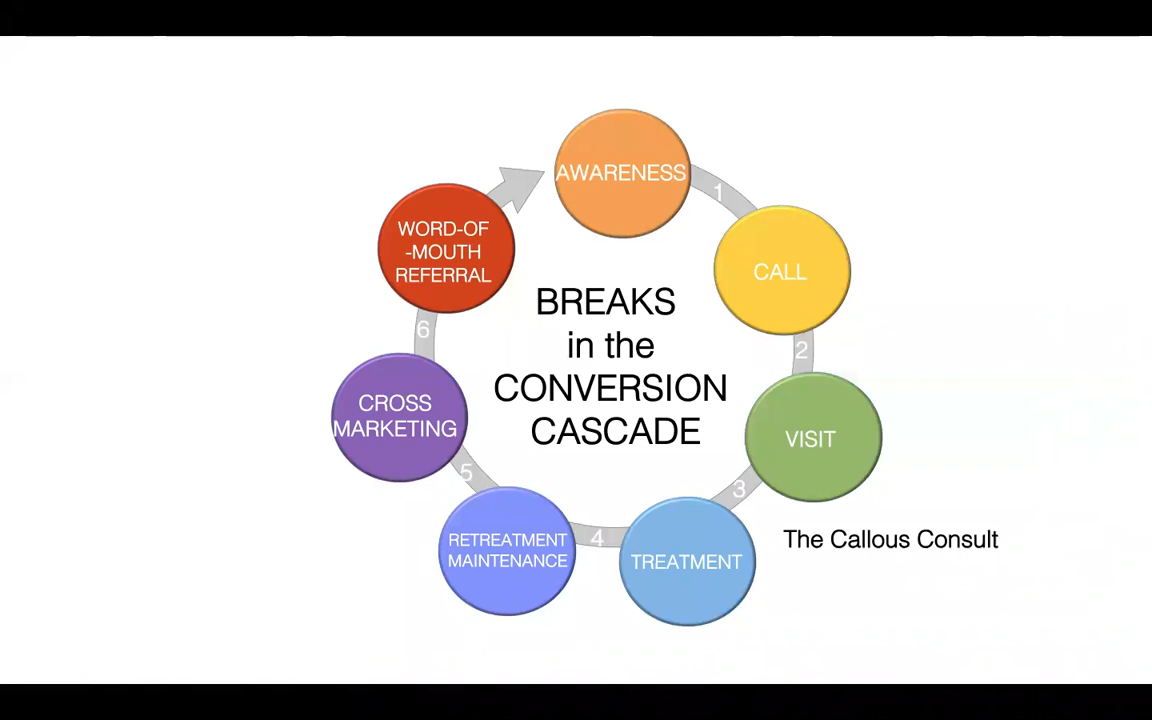 AWARENESS
1
CALL
2
VISIT
3
The Callous Consult
TREATMENT
4
RETREATMENT
MAINTENANCE
5
CROSS
MARKETING
6
WORD-OF
-MOUTH
REFERRAL
BREAKS
in the
CONVERSION
CASCADE